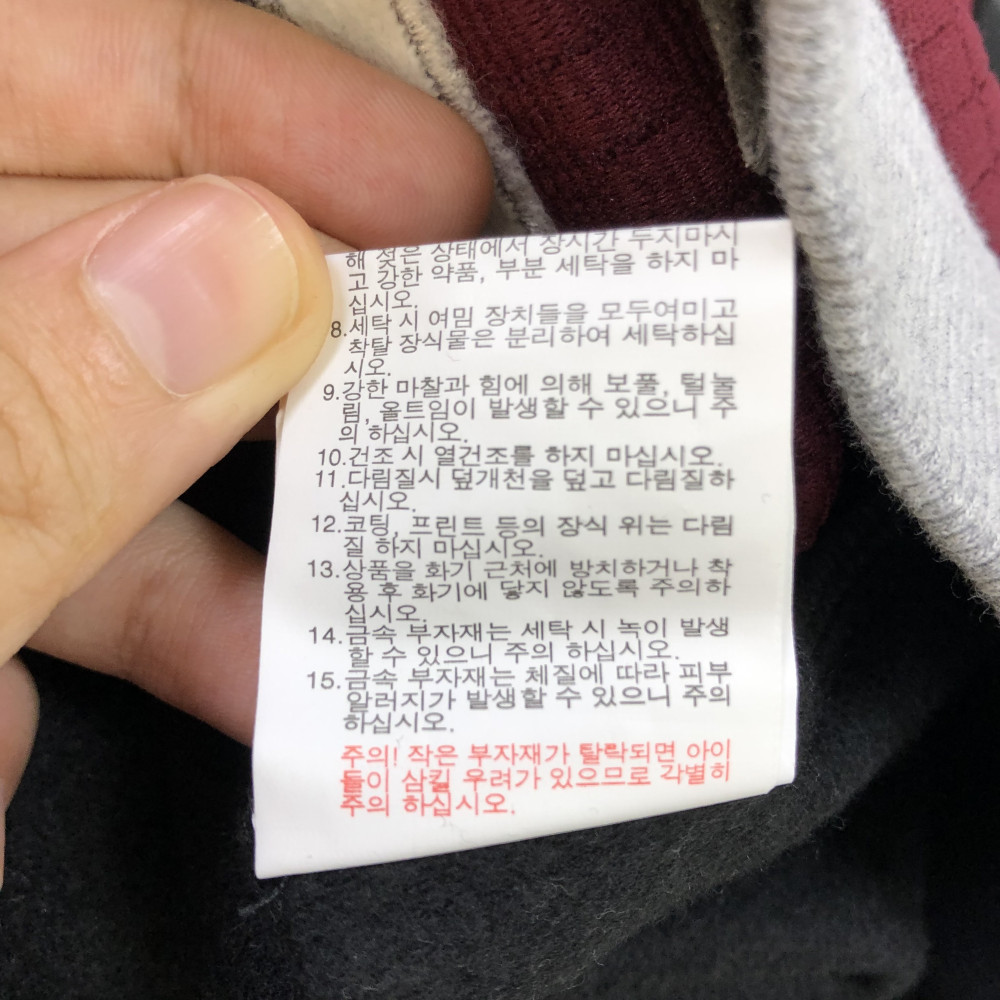 해 젖은 상태에서 장시간 두지마시
고 강한 약품, 부분 세탁을 하지 마
십시오.
8.세탁 시 여밈 장치들을 모두여미고
착탈 장식물은 분리하여 세탁하십
시오.
9.강한 마찰과 힘에 의해 보풀, 털눌
림, 올트임이 발생할 수 있으니 주
의 하십시오.
10.건조 시 열건조를 하지 마십시오.
11.다림질시 덮개천을 덮고 다림질하
십시오.
12.코팅, 프린트 등의 장식 위는 다림
질 하지 마십시오.
13.상품을 화기 근처에 방치하거나 착
용 후 화기에 닿지 않도록 주의하
십시오.
14.금속 부자재는 세탁 시 녹이 발생
할 수 있으니 주의 하십시오.
15.금속 부자재는 체질에 따라 피부
알러지가 발생할 수 있으니 주의
하십시오.
주의! 작은 부자재가 탈락되면 아이
들이 삼킬 우려가 있으므로 각별히
주의 하십시오.